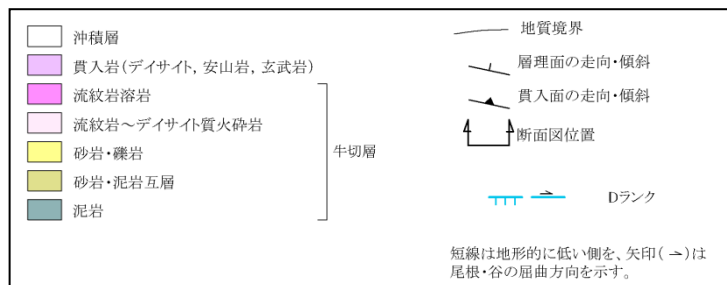 沖積層
貫入岩(デイサイト, 安山岩, 玄武岩)
流紋岩溶岩
流紋岩～デイサイト質火砕岩
砂岩・礫岩
砂岩・泥岩互層
泥岩
牛切層
地質境界
層理面の走向・傾斜
貫入面の走向・傾斜
断面図位置
Dランク
短線は地形的に低い側を、矢印(→)は
尾根・谷の屈曲方向を示す。